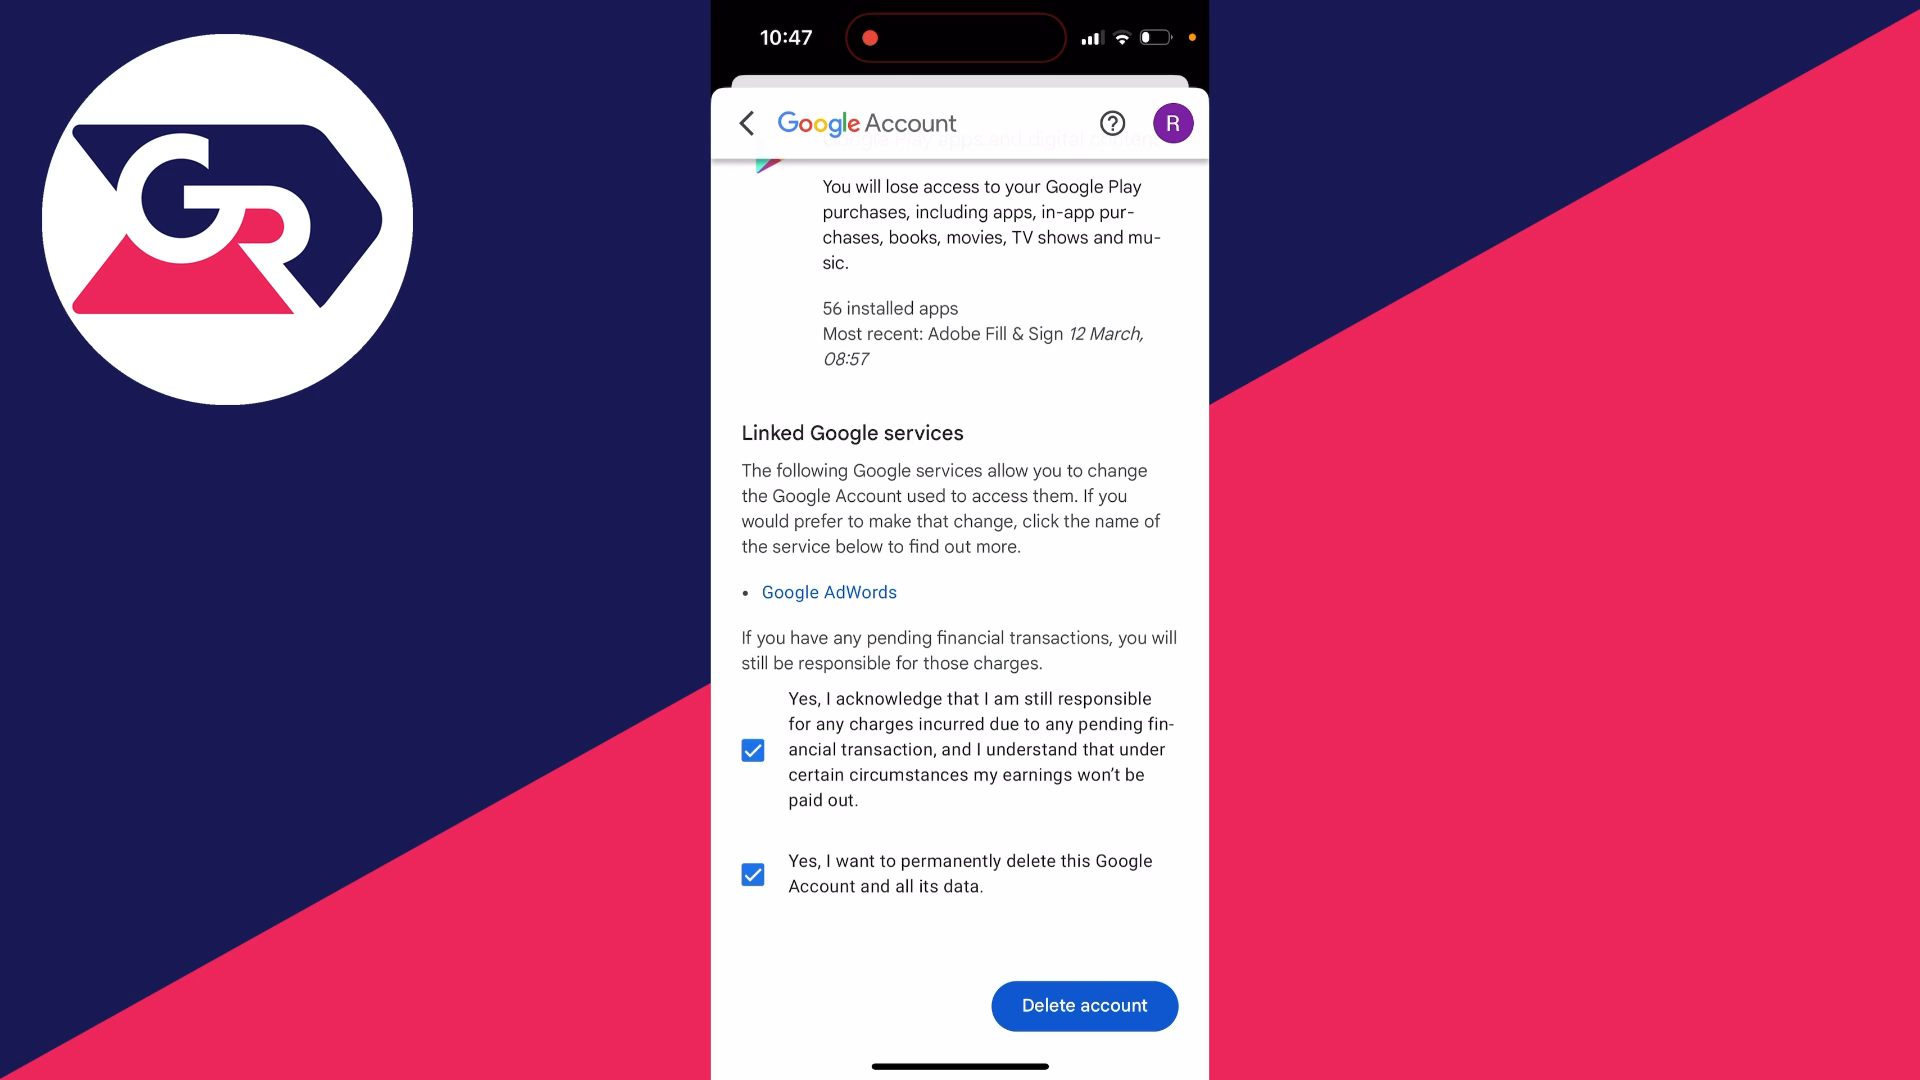 GR
10:47
Google Account
R
Google Play apps and digital content
You will lose access to your Google Play
purchases, including apps, in-app pur-
chases, books, movies, TV shows and mu-
sic.
56 installed apps
Most recent: Adobe Fill & Sign 12 March,
08:57
Linked Google services
The following Google services allow you to change
the Google Account used to access them. If you
would prefer to make that change, click the name of
the service below to find out more.
• Google AdWords
If you have any pending financial transactions, you will
still be responsible for those charges.
Yes, I acknowledge that I am still responsible
for any charges incurred due to any pending fin-
ancial transaction, and I understand that under
certain circumstances my earnings won't be
paid out.
Yes, I want to permanently delete this Google
Account and all its data.
Delete account